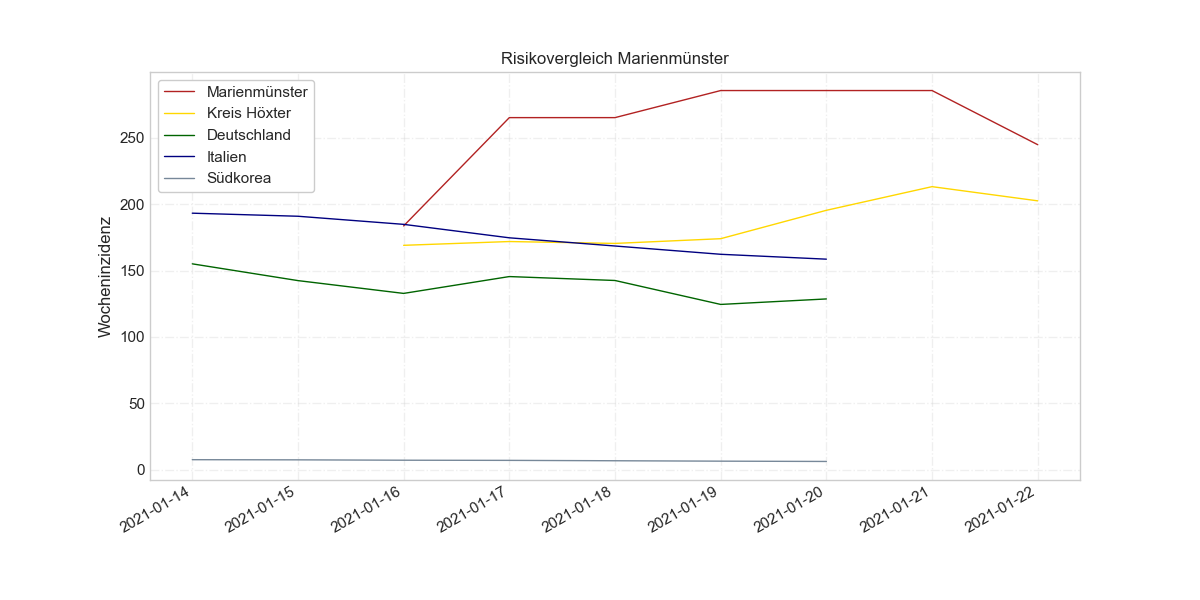 Risikovergleich Marienmünster
Marienmünster
Kreis Höxter
Deutschland
Italien
Südkorea
Wocheninzidenz
250
200
150
100
50
0
2021-01-14
2021-01-15
2021-01-16
2021-01-17
2021-01-18
2021-01-19
2021-01-20
2021-01-21
2021-01-22